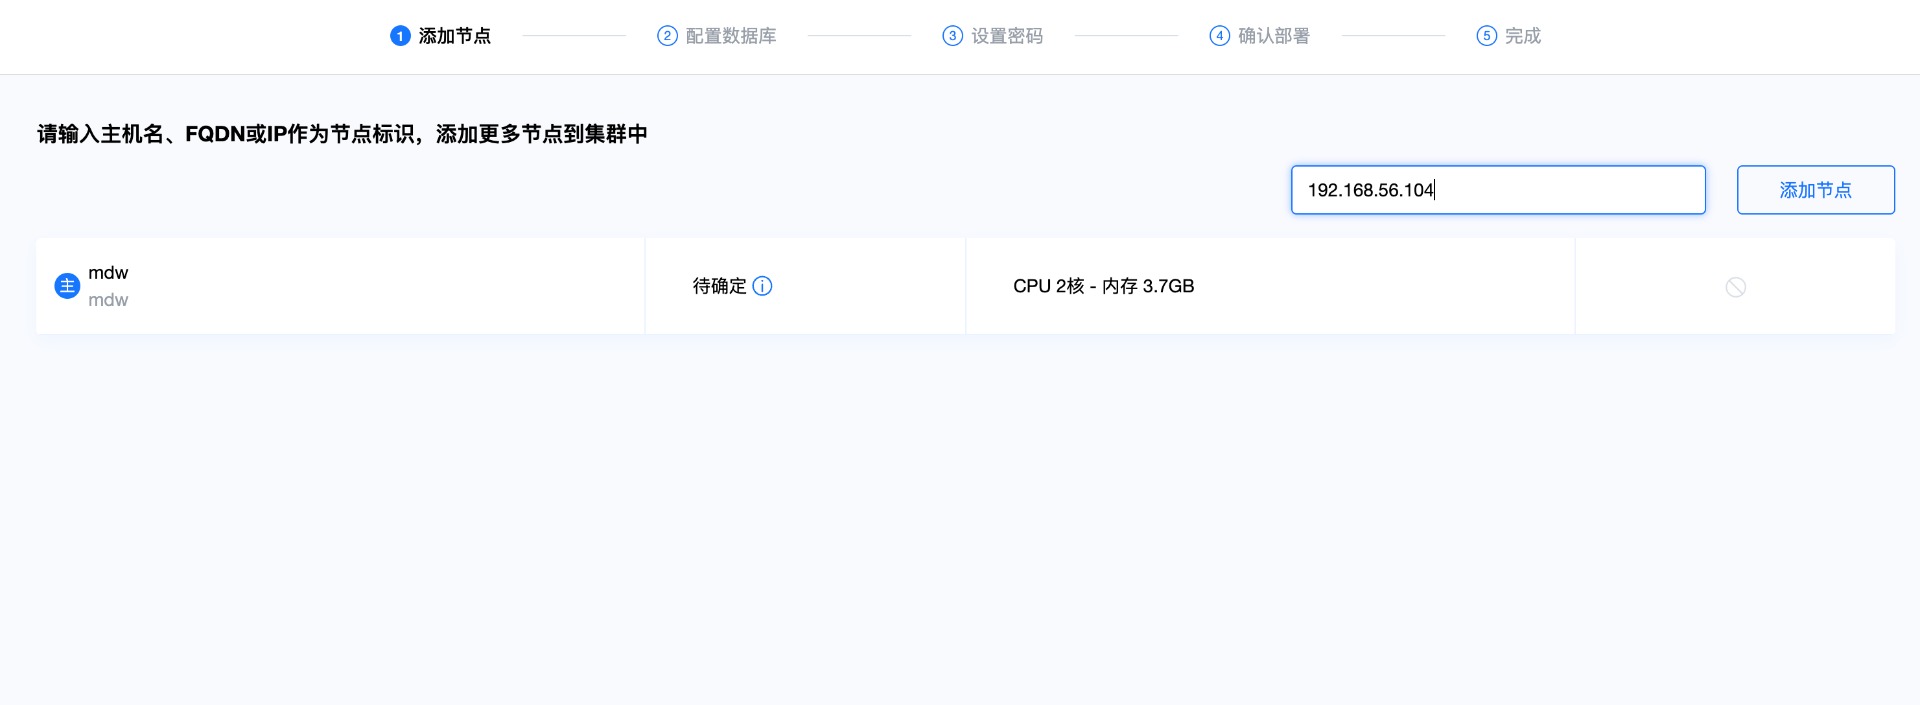 1 添加节点 2 配置数据库 3 设置密码 4 确认部署 5 完成
请输入主机名、FQDN或IP作为节点标识，添加更多节点到集群中
192.168.56.104 添加节点
主 mdw
mdw
待确定
CPU 2核 - 内存 3.7GB